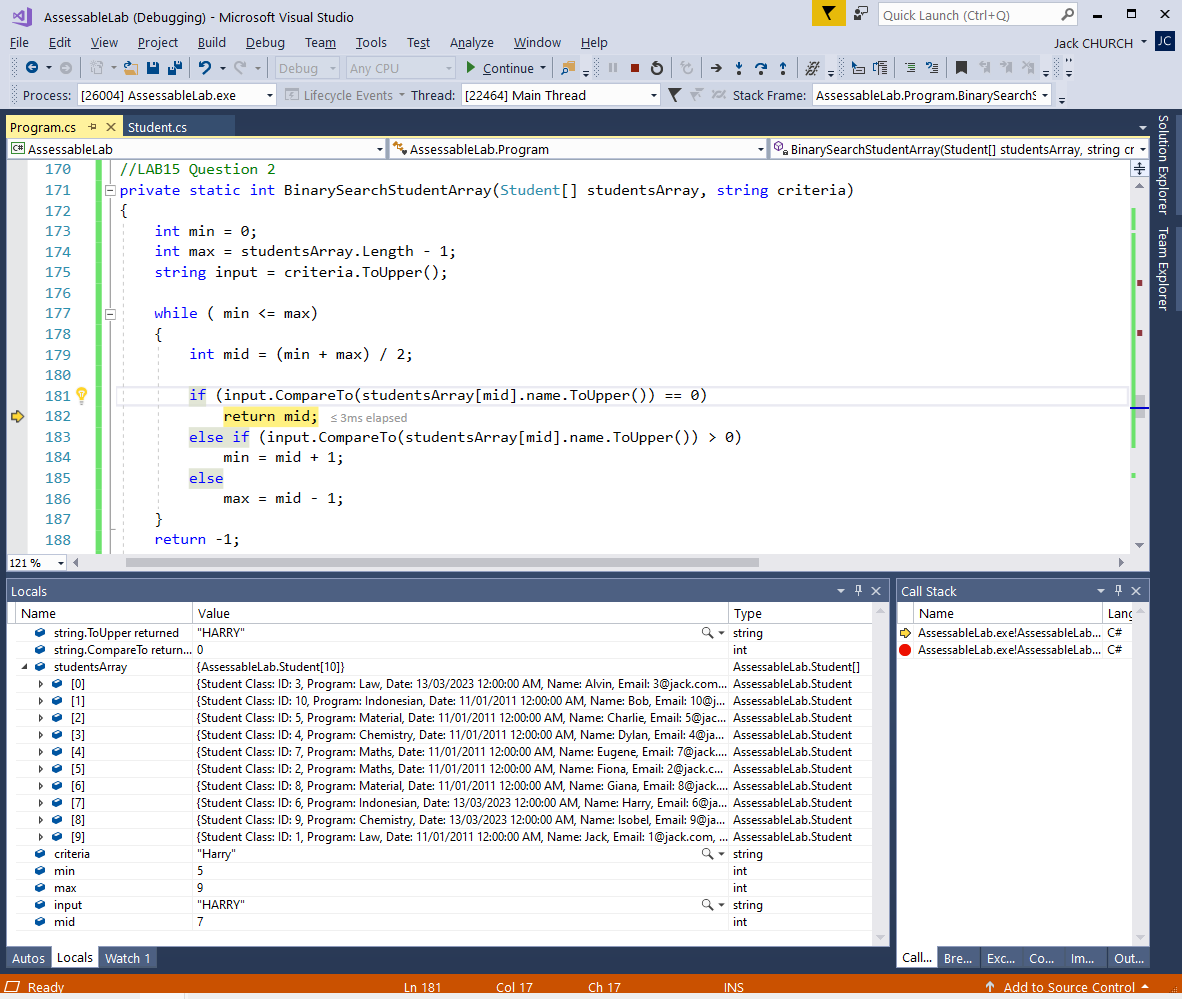 AssessableLab (Debugging) - Microsoft Visual Studio
Quick Launch (Ctrl+Q)
File Edit View Project Build Debug Team Tools Test Analyze Window Help
Jack CHURCH JC
Debug Any CPU Continue
Process: [26004] AssessableLab.exe Lifecycle Events Thread: [22464] Main Thread Stack Frame: AssessableLab.Program.BinarySearchS
Program.cs Student.cs
C# AssessableLab AssessableLab.Program BinarySearchStudentArray(Student[] studentsArray, string cr
Solution Explorer
Team Explorer
170 //LAB15 Question 2
171 private static int BinarySearchStudentArray(Student[] studentsArray, string criteria)
172 {
173 int min = 0;
174 int max = studentsArray.Length - 1;
175 string input = criteria.ToUpper();
176
177 while ( min <= max)
178 {
179 int mid = (min + max) / 2;
180
181 if (input.CompareTo(studentsArray[mid].name.ToUpper()) == 0)
182 return mid; ≤ 3ms elapsed
183 else if (input.CompareTo(studentsArray[mid].name.ToUpper()) > 0)
184 min = mid + 1;
185 else
186 max = mid - 1;
187 }
188 return -1;
121 %
Locals
Name Value Type
string.ToUpper returned "HARRY" string
string.CompareTo return... 0 int
studentsArray {AssessableLab.Student[10]} AssessableLab.Student[]
[0] {Student Class: ID: 3, Program: Law, Date: 13/03/2023 12:00:00 AM, Name: Alvin, Email: 3@jack.com... AssessableLab.Student
[1] {Student Class: ID: 10, Program: Indonesian, Date: 11/01/2011 12:00:00 AM, Name: Bob, Email: 10@j... AssessableLab.Student
[2] {Student Class: ID: 5, Program: Material, Date: 11/01/2011 12:00:00 AM, Name: Charlie, Email: 5@jac... AssessableLab.Student
[3] {Student Class: ID: 4, Program: Chemistry, Date: 11/01/2011 12:00:00 AM, Name: Dylan, Email: 4@ja... AssessableLab.Student
[4] {Student Class: ID: 7, Program: Maths, Date: 11/01/2011 12:00:00 AM, Name: Eugene, Email: 7@jack.... AssessableLab.Student
[5] {Student Class: ID: 2, Program: Maths, Date: 11/01/2011 12:00:00 AM, Name: Fiona, Email: 2@jack.c... AssessableLab.Student
[6] {Student Class: ID: 8, Program: Material, Date: 11/01/2011 12:00:00 AM, Name: Giana, Email: 8@jack.... AssessableLab.Student
[7] {Student Class: ID: 6, Program: Indonesian, Date: 13/03/2023 12:00:00 AM, Name: Harry, Email: 6@ja... AssessableLab.Student
[8] {Student Class: ID: 9, Program: Chemistry, Date: 13/03/2023 12:00:00 AM, Name: Isobel, Email: 9@ja... AssessableLab.Student
[9] {Student Class: ID: 1, Program: Law, Date: 11/01/2011 12:00:00 AM, Name: Jack, Email: 1@jack.com, ... AssessableLab.Student
criteria "Harry" string
min 5 int
max 9 int
input "HARRY" string
mid 7 int
Autos Locals Watch 1
Call Stack
Name Lang
AssessableLab.exe!AssessableLab... C#
AssessableLab.exe!AssessableLab... C#
Call... Bre... Exc... Co... Im... Out...
Ready Ln 181 Col 17 Ch 17 INS Add to Source Control